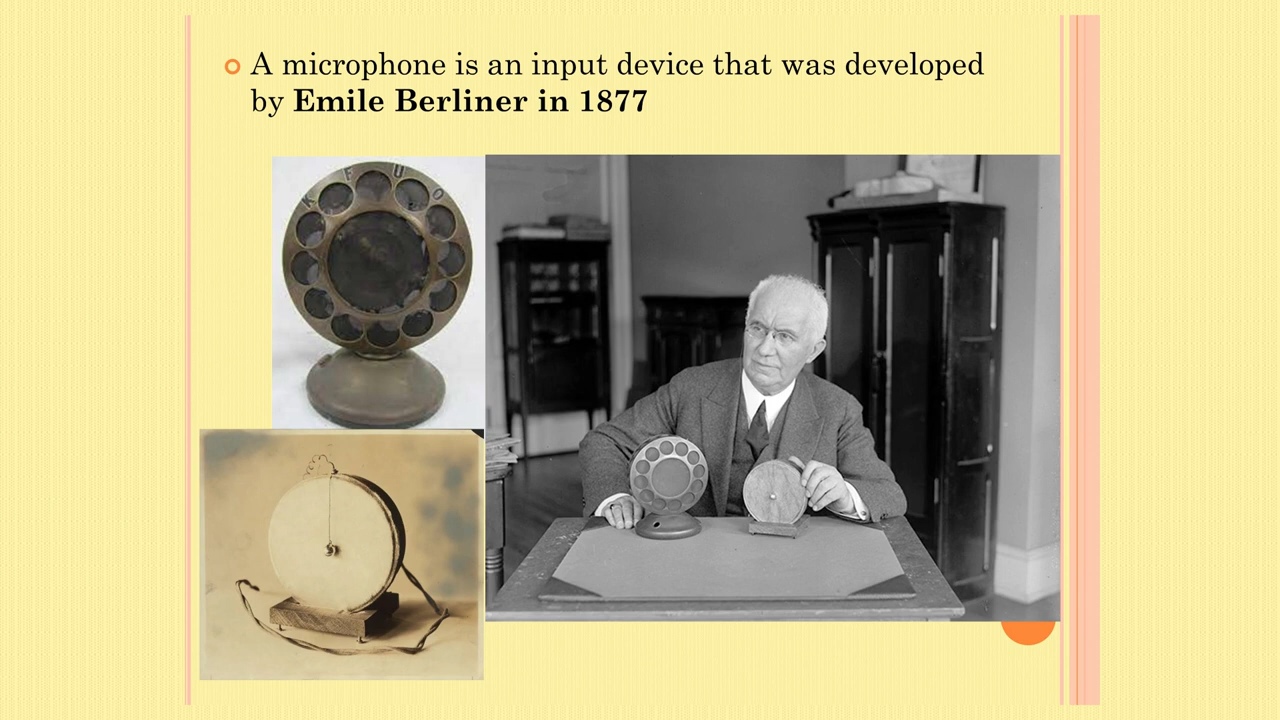 A microphone is an input device that was developed
by Emile Berliner in 1877
K F U O